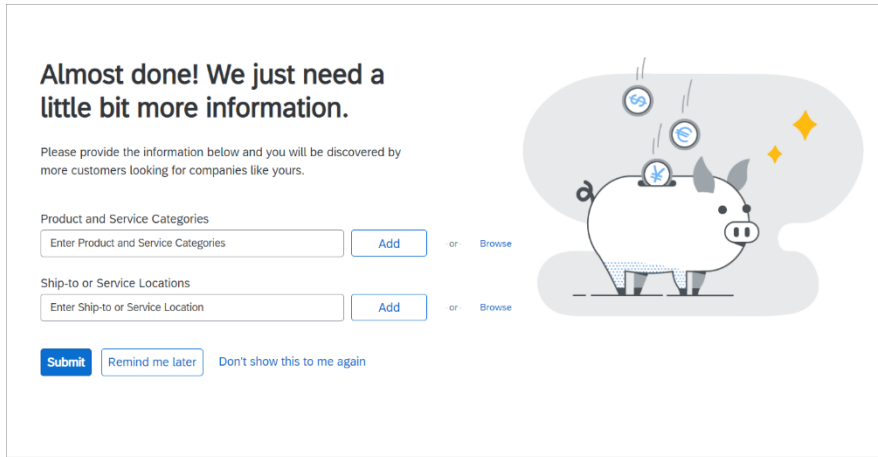 Almost done! We just need a
little bit more information.
Please provide the information below and you will be discovered by
more customers looking for companies like yours.
Product and Service Categories
Enter Product and Service Categories Add -or- Browse
Ship-to or Service Locations
Enter Ship-to or Service Location Add -or- Browse
Submit Remind me later Don't show this to me again
$
€
¥